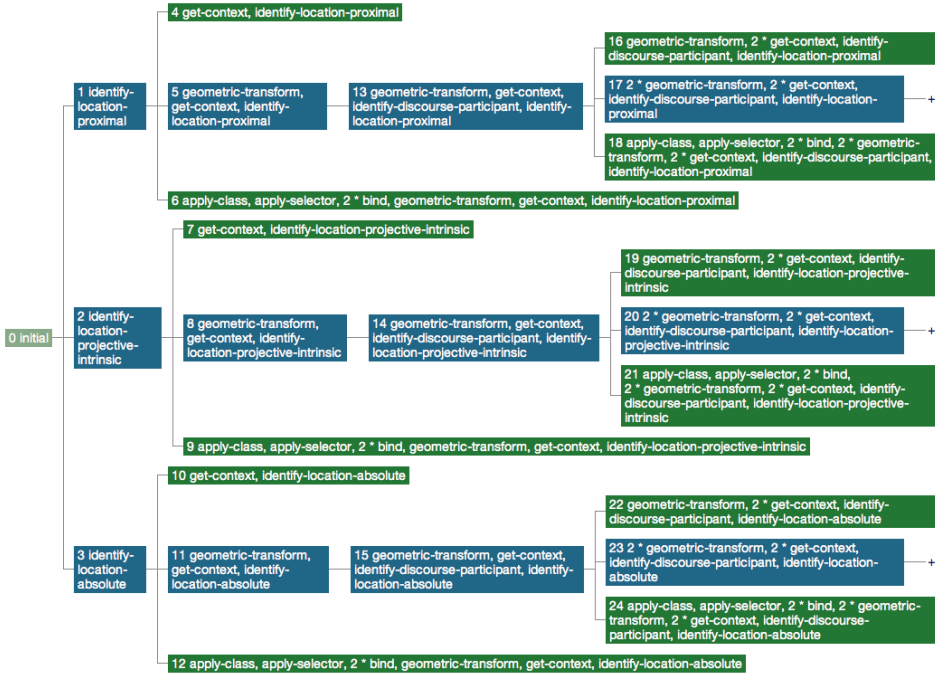 0 initial
1 identify-
location-
proximal
2 identify-
location-
projective-
intrinsic
3 identify-
location-
absolute
4 get-context, identify-location-proximal
5 geometric-transform,
get-context, identify-
location-proximal
6 apply-class, apply-selector, 2 * bind, geometric-transform, get-context, identify-location-proximal
7 get-context, identify-location-projective-intrinsic
8 geometric-transform,
get-context, identify-
location-projective-intrinsic
9 apply-class, apply-selector, 2 * bind, geometric-transform, get-context, identify-location-projective-intrinsic
10 get-context, identify-location-absolute
11 geometric-transform,
get-context, identify-
location-absolute
12 apply-class, apply-selector, 2 * bind, geometric-transform, get-context, identify-location-absolute
13 geometric-transform, get-context,
identify-discourse-participant, identify-
location-proximal
14 geometric-transform, get-context,
identify-discourse-participant, identify-
location-projective-intrinsic
15 geometric-transform, get-context,
identify-discourse-participant, identify-
location-absolute
16 geometric-transform, 2 * get-context, identify-
discourse-participant, identify-location-proximal
17 2 * geometric-transform, 2 * get-context,
identify-discourse-participant, identify-location-
proximal
+
18 apply-class, apply-selector, 2 * bind, 2 * geometric-
transform, 2 * get-context, identify-discourse-participant,
identify-location-proximal
19 geometric-transform, 2 * get-context, identify-
discourse-participant, identify-location-projective-
intrinsic
20 2 * geometric-transform, 2 * get-context,
identify-discourse-participant, identify-location-
projective-intrinsic
+
21 apply-class, apply-selector, 2 * bind,
2 * geometric-transform, 2 * get-context, identify-
discourse-participant, identify-location-projective-
intrinsic
22 geometric-transform, 2 * get-context, identify-
discourse-participant, identify-location-absolute
23 2 * geometric-transform, 2 * get-context,
identify-discourse-participant, identify-location-
absolute
+
24 apply-class, apply-selector, 2 * bind, 2 * geometric-
transform, 2 * get-context, identify-discourse-
participant, identify-location-absolute